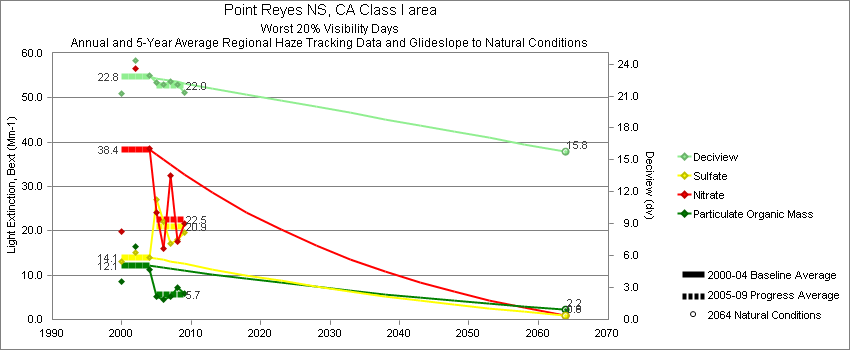 Point Reyes NS, CA Class I area
Worst 20% Visibility Days
Annual and 5-Year Average Regional Haze Tracking Data and Glideslope to Natural Conditions
Light Extinction, Bext (Mm-1)
60.0
50.0
40.0
30.0
20.0
10.0
0.0
1990
2000
2010
2020
2030
2040
2050
2060
2070
24.0
21.0
18.0
15.0
12.0
9.0
6.0
3.0
0.0
Deciview (dv)
22.8
22.0
15.8
38.4
22.5
20.9
14.1
12.1
5.7
2.2
Deciview
Sulfate
Nitrate
Particulate Organic Mass
2000-04 Baseline Average
2005-09 Progress Average
2064 Natural Conditions